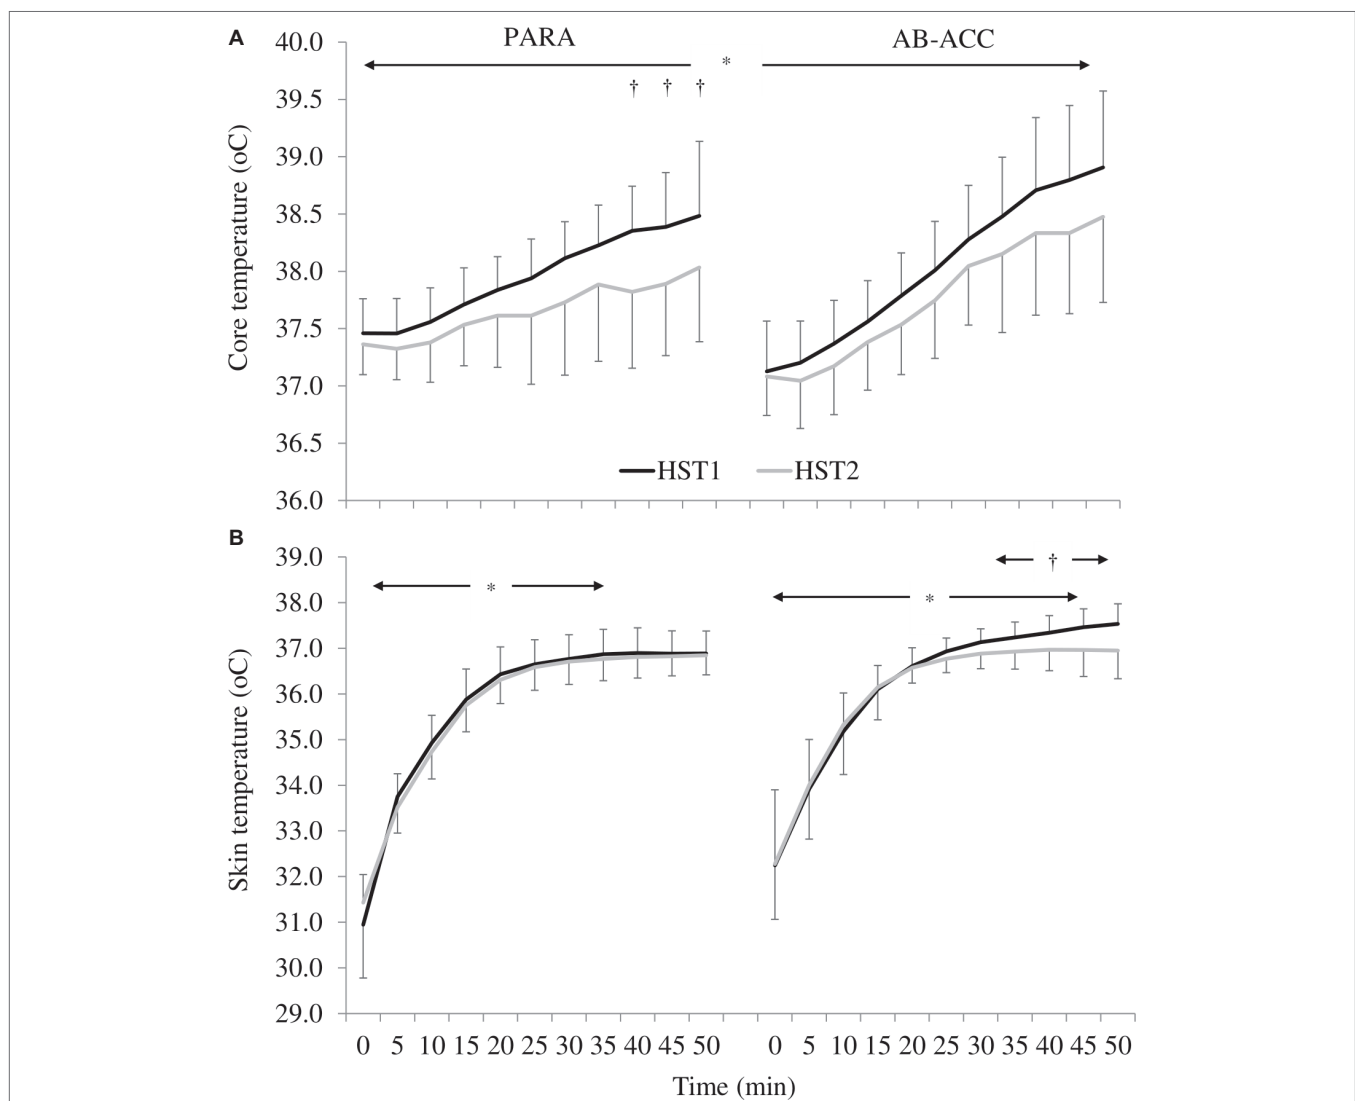 A
PARA AB-ACC
*
† † †
40.0
39.5
39.0
38.5
38.0
37.5
37.0
36.5
36.0
Core temperature (oC)
HST1 HST2
B
† 
* *
39.0
38.0
37.0
36.0
35.0
34.0
33.0
32.0
31.0
30.0
29.0
Skin temperature (oC)
0 5 10 15 20 25 30 35 40 45 50 0 5 10 15 20 25 30 35 40 45 50
Time (min)